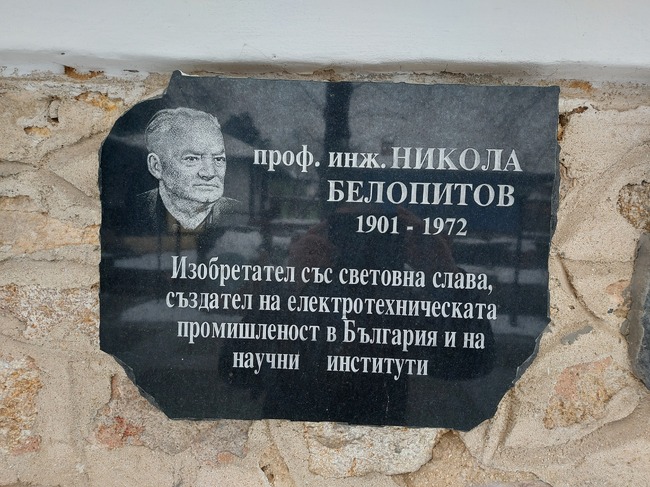 проф. инж. НИКОЛА
БЕЛОПИТОВ
1901 - 1972
Изобретател със световна слава,
създател на електротехническата
промишленост в България и на
научни институти